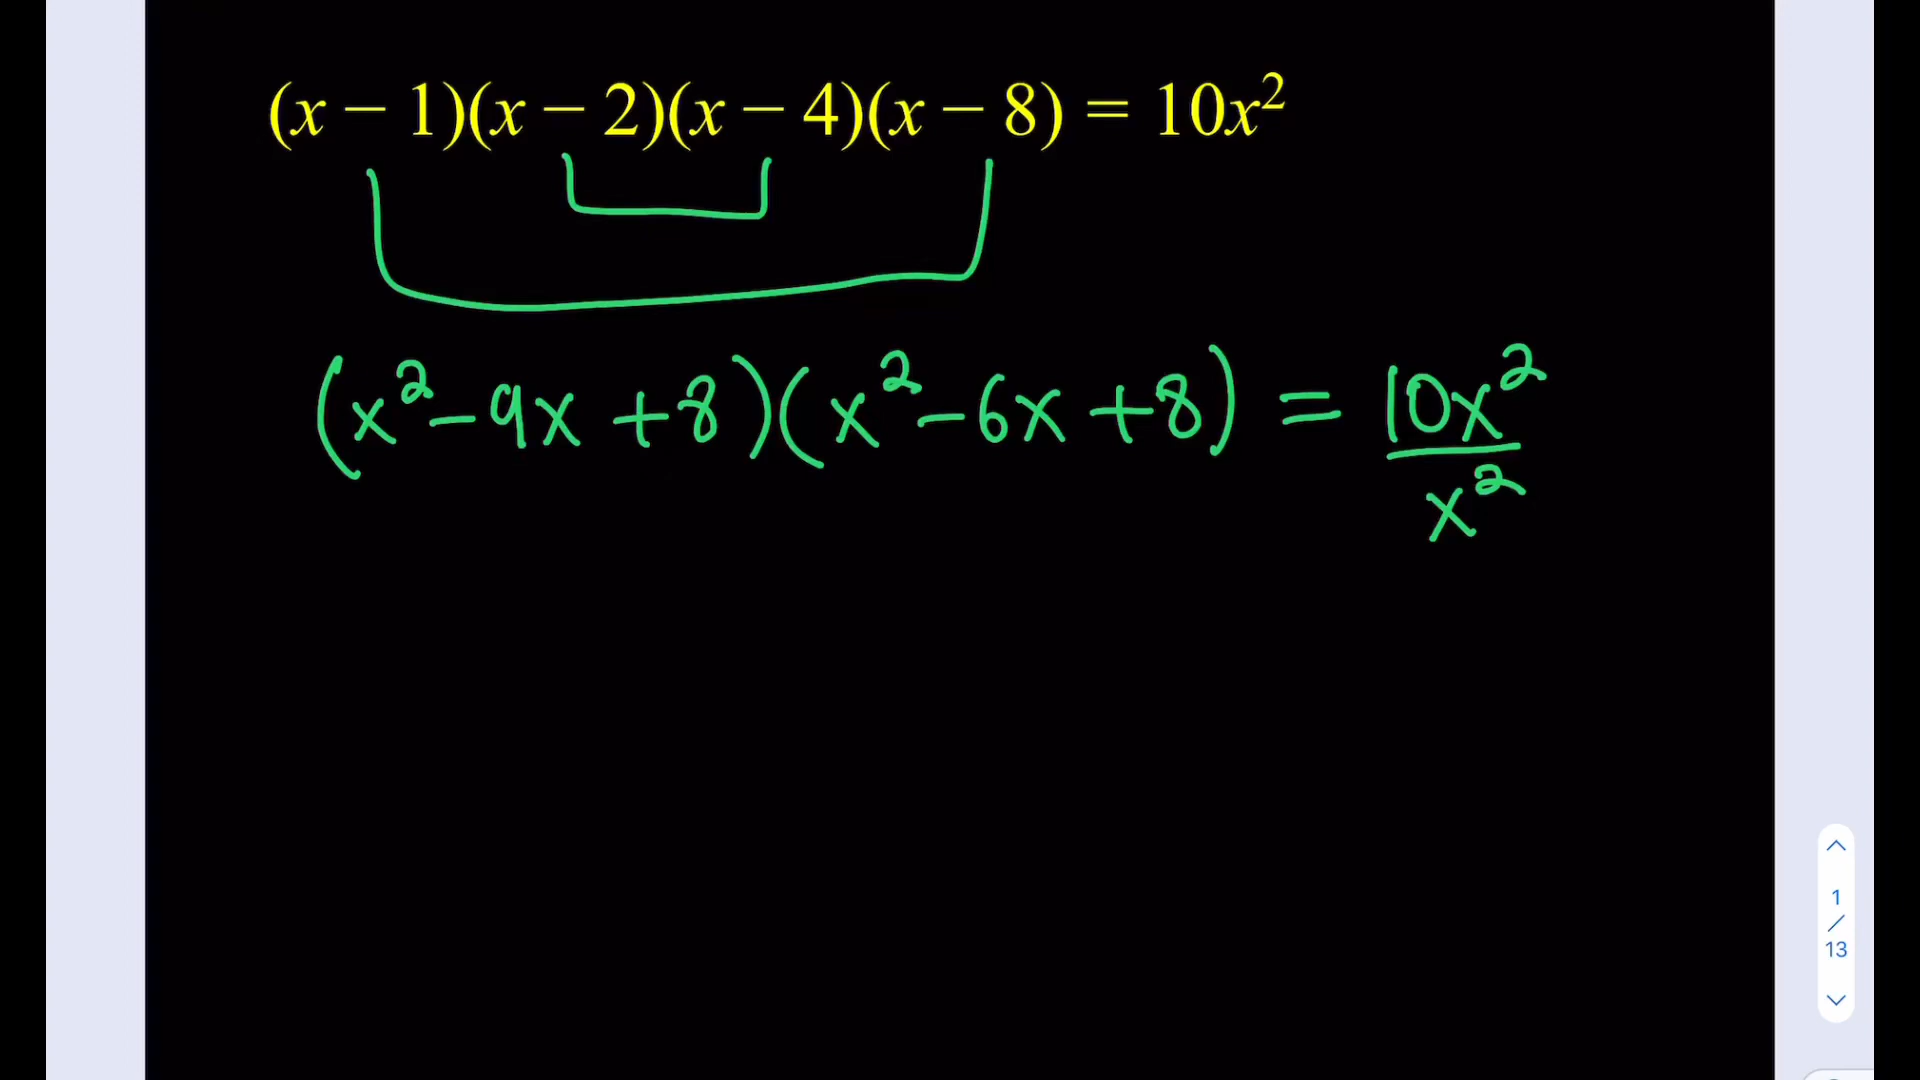 (x − 1)(x − 2)(x − 4)(x − 8) = 10x²
(x² − 9x + 8)(x² − 6x + 8) = 10x²
x²
1
/
13